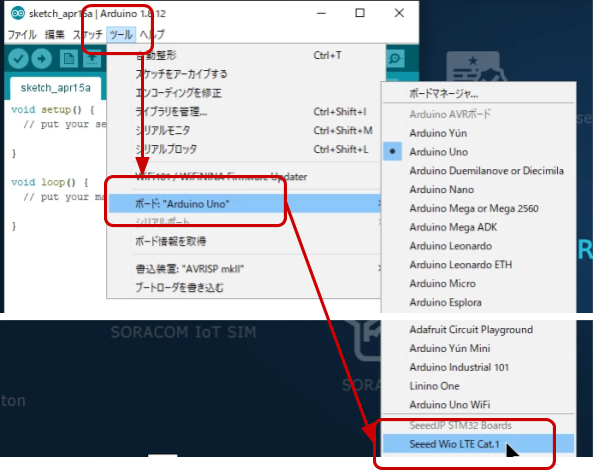 sketch_apr15a | Arduino 1.8.12
ファイル 編集 スケッチ ツール ヘルプ
自動整形 Ctrl+T
スケッチをアーカイブする
エンコーディングを修正
ライブラリを管理... Ctrl+Shift+I
シリアルモニタ Ctrl+Shift+M
シリアルプロッタ Ctrl+Shift+L
WiFi101 / WiFiNINA Firmware Updater
ボード: "Arduino Uno"
シリアルポート
ボード情報を取得
書込装置: "AVRISP mkII"
ブートローダを書き込む
sketch_apr15a
void setup() {
// put your se
}
void loop() {
// put your ma
}
ボードマネージャ...
Arduino AVRボード
Arduino Yún
Arduino Uno
Arduino Duemilanove or Diecimila
Arduino Nano
Arduino Mega or Mega 2560
Arduino Mega ADK
Arduino Leonardo
Arduino Leonardo ETH
Arduino Micro
Arduino Esplora
Adafruit Circuit Playground
Arduino Yún Mini
Arduino Industrial 101
Linino One
Arduino Uno WiFi
SeeedJP STM32 Boards
Seeed Wio LTE Cat.1
se
R
SORACOM IoT SIM
SORA
ton